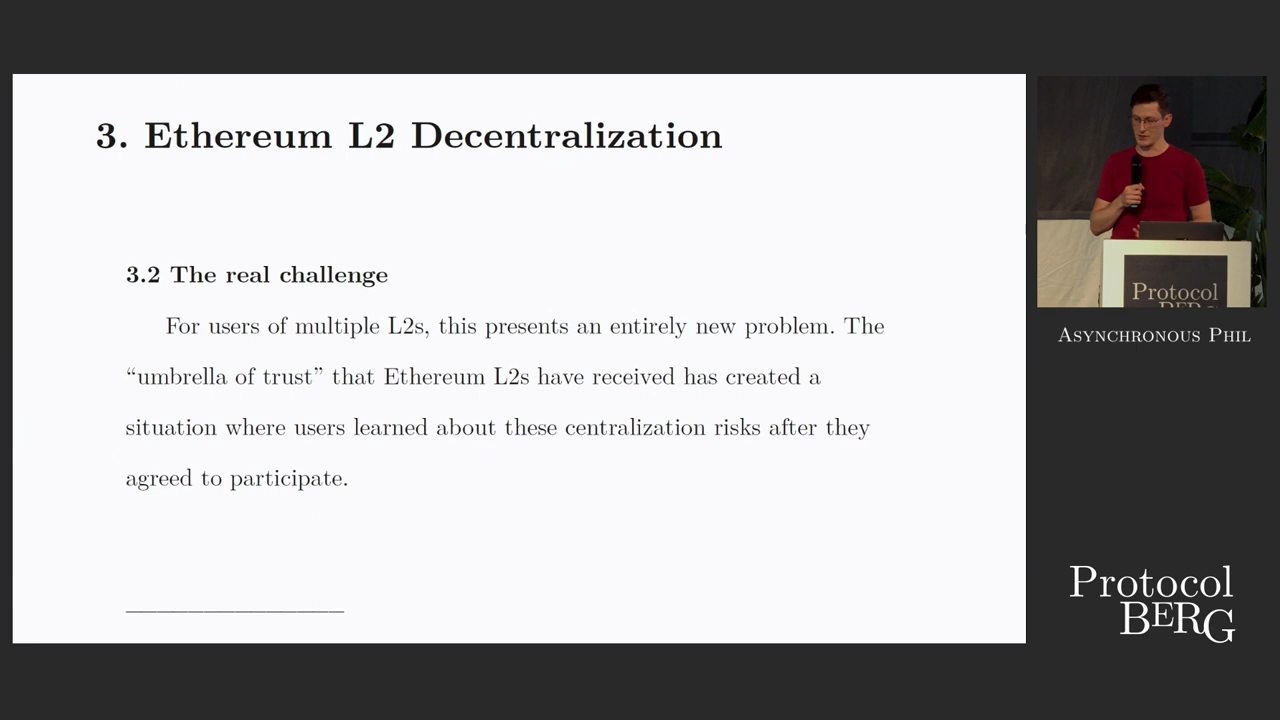 3. Ethereum L2 Decentralization
3.2 The real challenge
For users of multiple L2s, this presents an entirely new problem. The
“umbrella of trust” that Ethereum L2s have received has created a
situation where users learned about these centralization risks after they
agreed to participate.
Protocol
BERG
ASYNCHRONOUS PHIL
Protocol
BERG